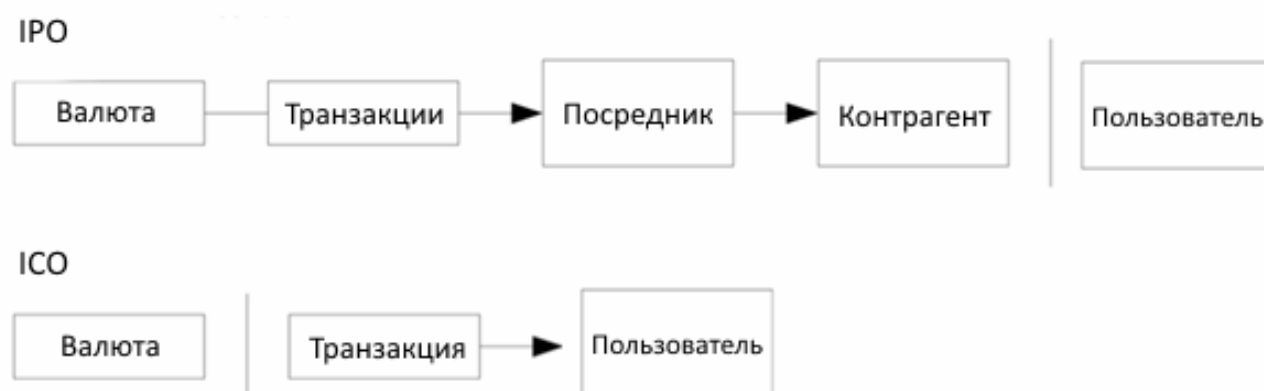 IPO
Валюта
Транзакции
Посредник
Контрагент
Пользователь
ICO
Валюта
Транзакция
Пользователь